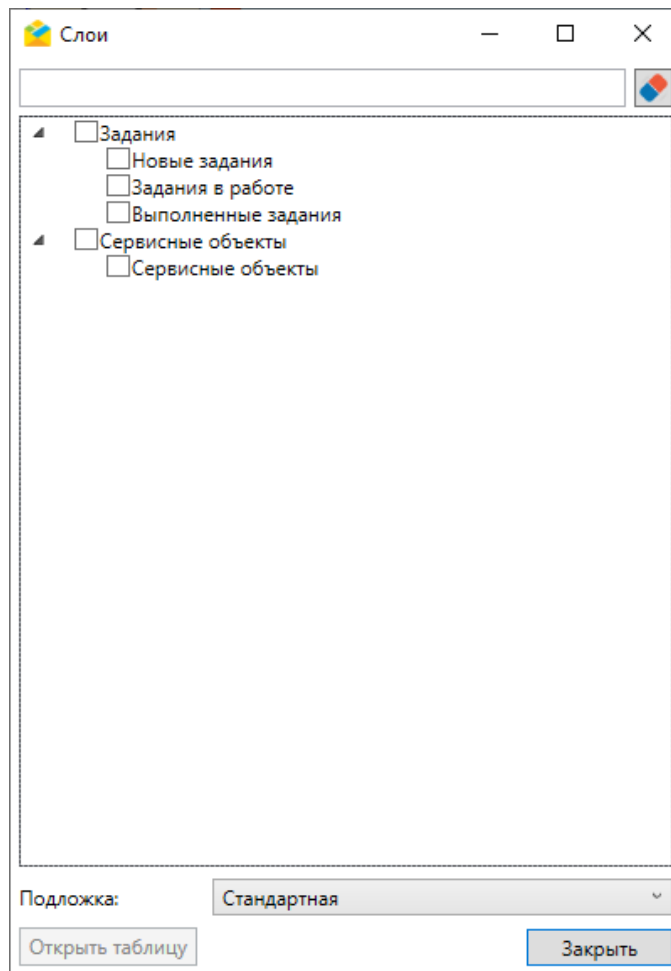 Слои
Задания
Новые задания
Задания в работе
Выполненные задания
Сервисные объекты
Сервисные объекты
Подложка: Стандартная
Открыть таблицу Закрыть